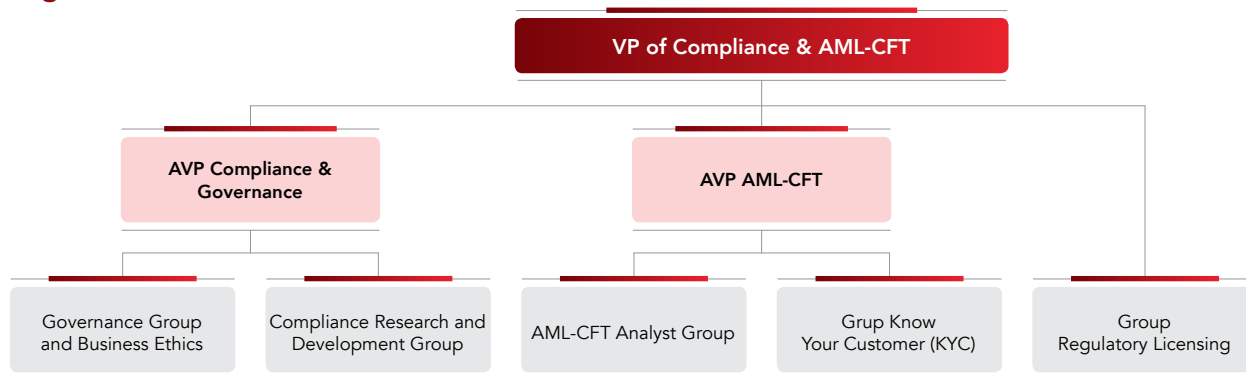 VP of Compliance & AML-CFT
AVP Compliance &
Governance
AVP AML-CFT
Governance Group
and Business Ethics
Compliance Research and
Development Group
AML-CFT Analyst Group
Grup Know
Your Customer (KYC)
Group
Regulatory Licensing